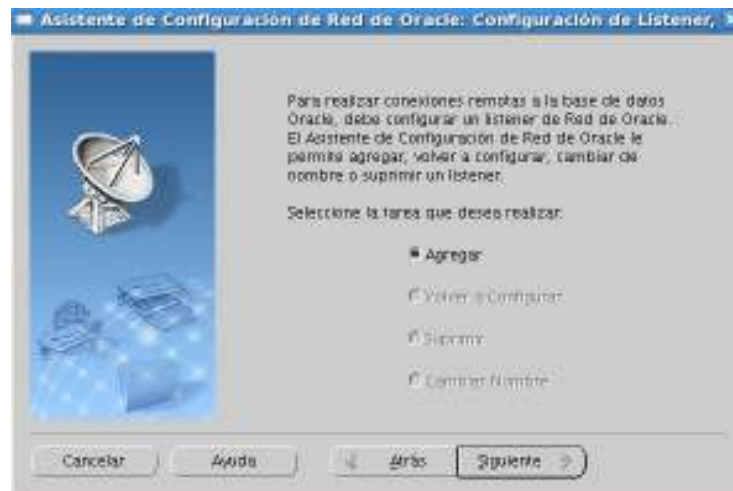 Asistente de Configuración de Red de Oracle: Configuración de Listener,
Para realizar conexiones remotas a la base de datos
Oracle, debe configurar un listener de Red de Oracle.
El Asistente de Configuración de Red de Oracle le
permite agregar, volver a configurar, cambiar de
nombre o suprimir un listener.
Seleccione la tarea que desea realizar:
Agregar
Volver a Configurar
Suprimir
Cambiar Nombre
Cancelar
Ayuda
Atrás
Siguiente